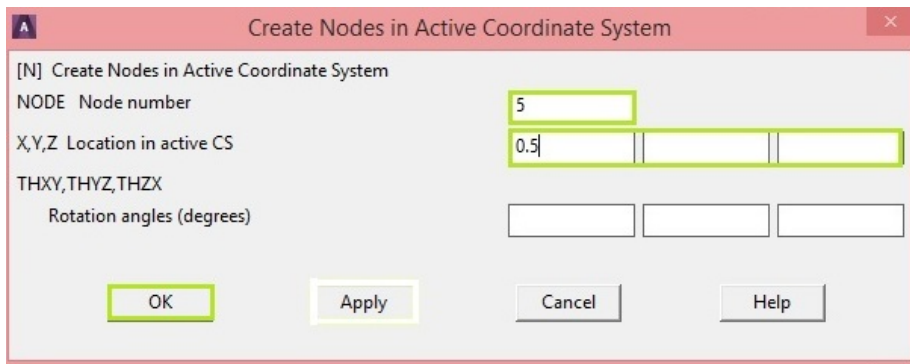 Create Nodes in Active Coordinate System
[N] Create Nodes in Active Coordinate System
NODE Node number 5
X,Y,Z Location in active CS 0.5
THXY,THYZ,THZX
Rotation angles (degrees)
OK Apply Cancel Help